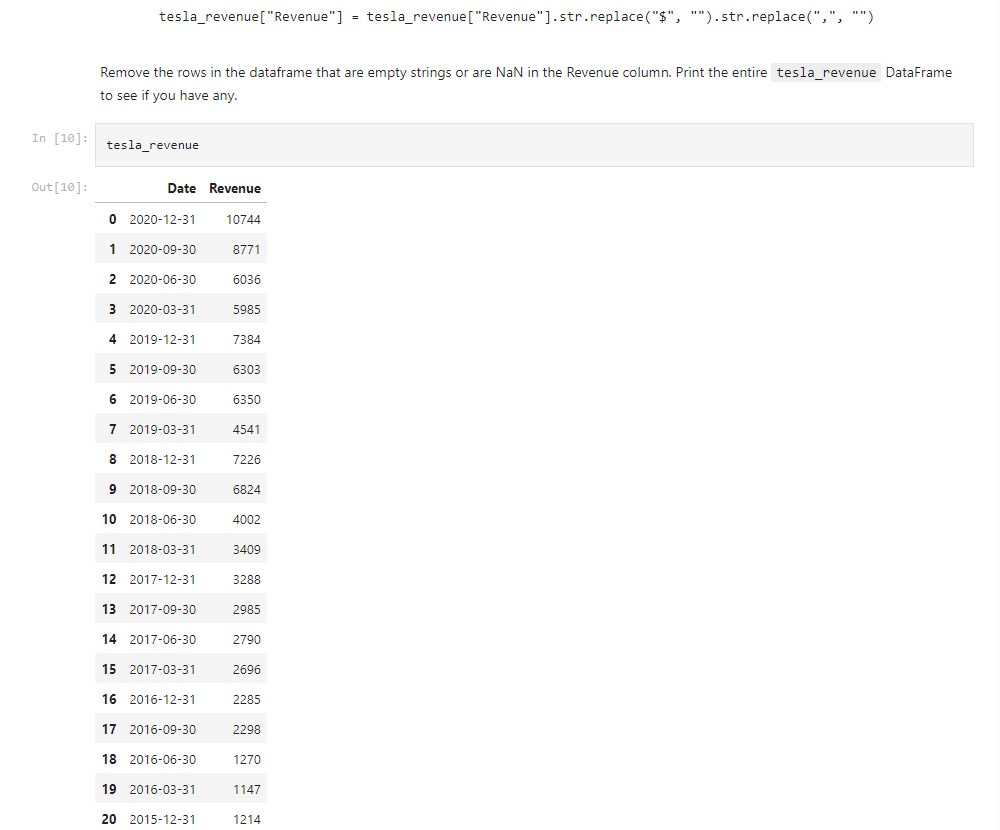 tesla_revenue["Revenue"] = tesla_revenue["Revenue"].str.replace("$", "").str.replace(",", "")
Remove the rows in the dataframe that are empty strings or are NaN in the Revenue column. Print the entire tesla_revenue DataFrame
to see if you have any.
In [10]: tesla_revenue
Out[10]: Date Revenue
0 2020-12-31 10744
1 2020-09-30 8771
2 2020-06-30 6036
3 2020-03-31 5985
4 2019-12-31 7384
5 2019-09-30 6303
6 2019-06-30 6350
7 2019-03-31 4541
8 2018-12-31 7226
9 2018-09-30 6824
10 2018-06-30 4002
11 2018-03-31 3409
12 2017-12-31 3288
13 2017-09-30 2985
14 2017-06-30 2790
15 2017-03-31 2696
16 2016-12-31 2285
17 2016-09-30 2298
18 2016-06-30 1270
19 2016-03-31 1147
20 2015-12-31 1214